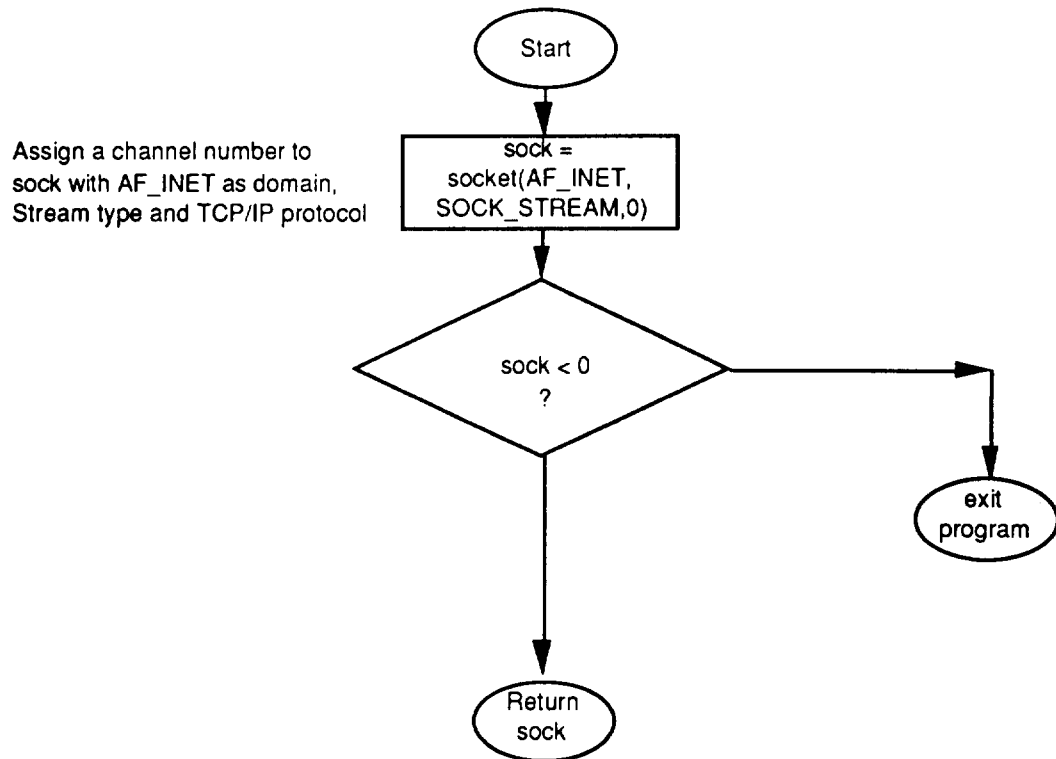 Start
Assign a channel number to
sock with AF_INET as domain,
Stream type and TCP/IP protocol
sock =
socket(AF_INET,
SOCK_STREAM,0)
sock < 0
?
exit
program
Return
sock